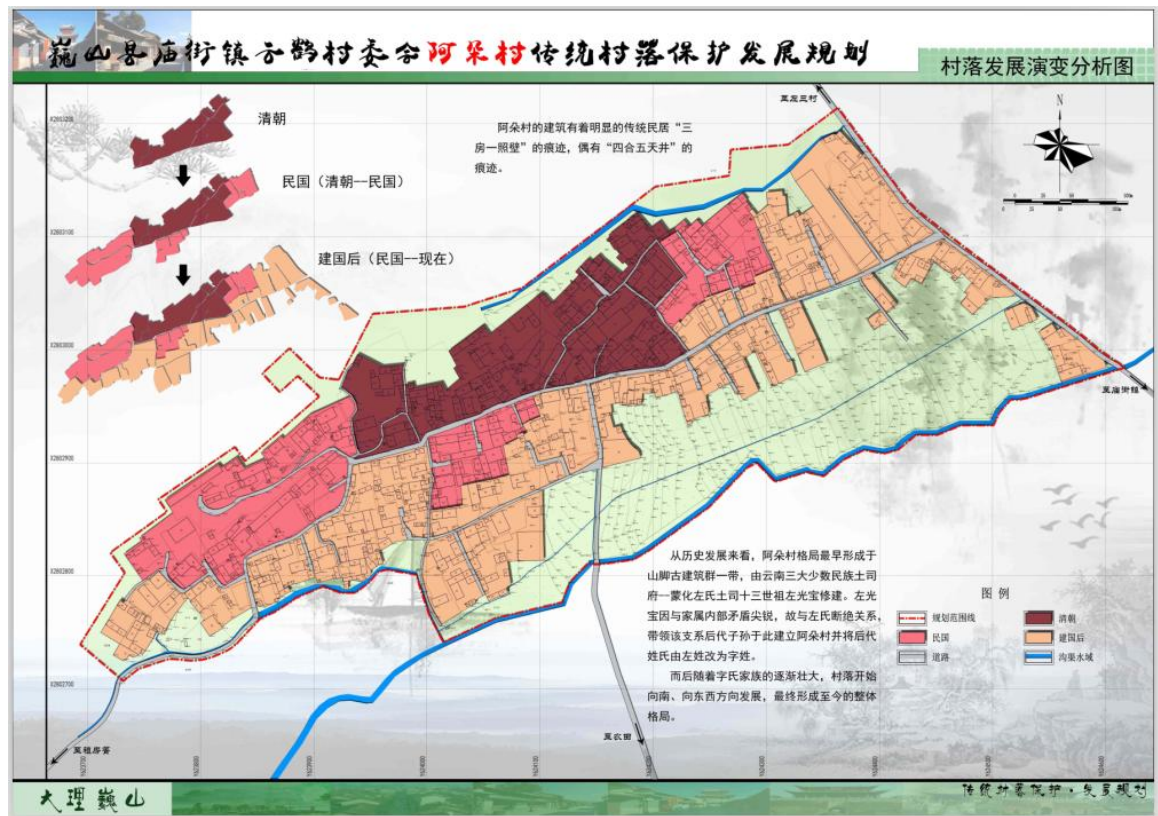 巍山县庙街镇云鹤村委会阿朵村传统村落保护发展规划
村落发展演变分析图
清朝
民国（清朝--民国）
建国后（民国--现在）
阿朵村的建筑有着明显的传统民居“三
房一照壁”的痕迹，偶有“四合五天井”的
痕迹。
至左三村
N
至庙街镇
从历史发展来看，阿朵村格局最早形成于
山脚古建筑群一带，由云南三大少数民族土司
府--蒙化左氏土司十三世祖左光宝修建。左光
宝因与家属内部矛盾尖锐，故与左氏断绝关系，
带领该支系后代子孙于此建立阿朵村并将后代
姓氏由左姓改为字姓。
而后随着字氏家族的逐渐壮大，村落开始
向南、向东西方向发展，最终形成至今的整体
格局。
图 例
规划范围线
清朝
民国
建国后
道路
沟渠水域
至农田
大理巍山
传统村落保护·发展规划